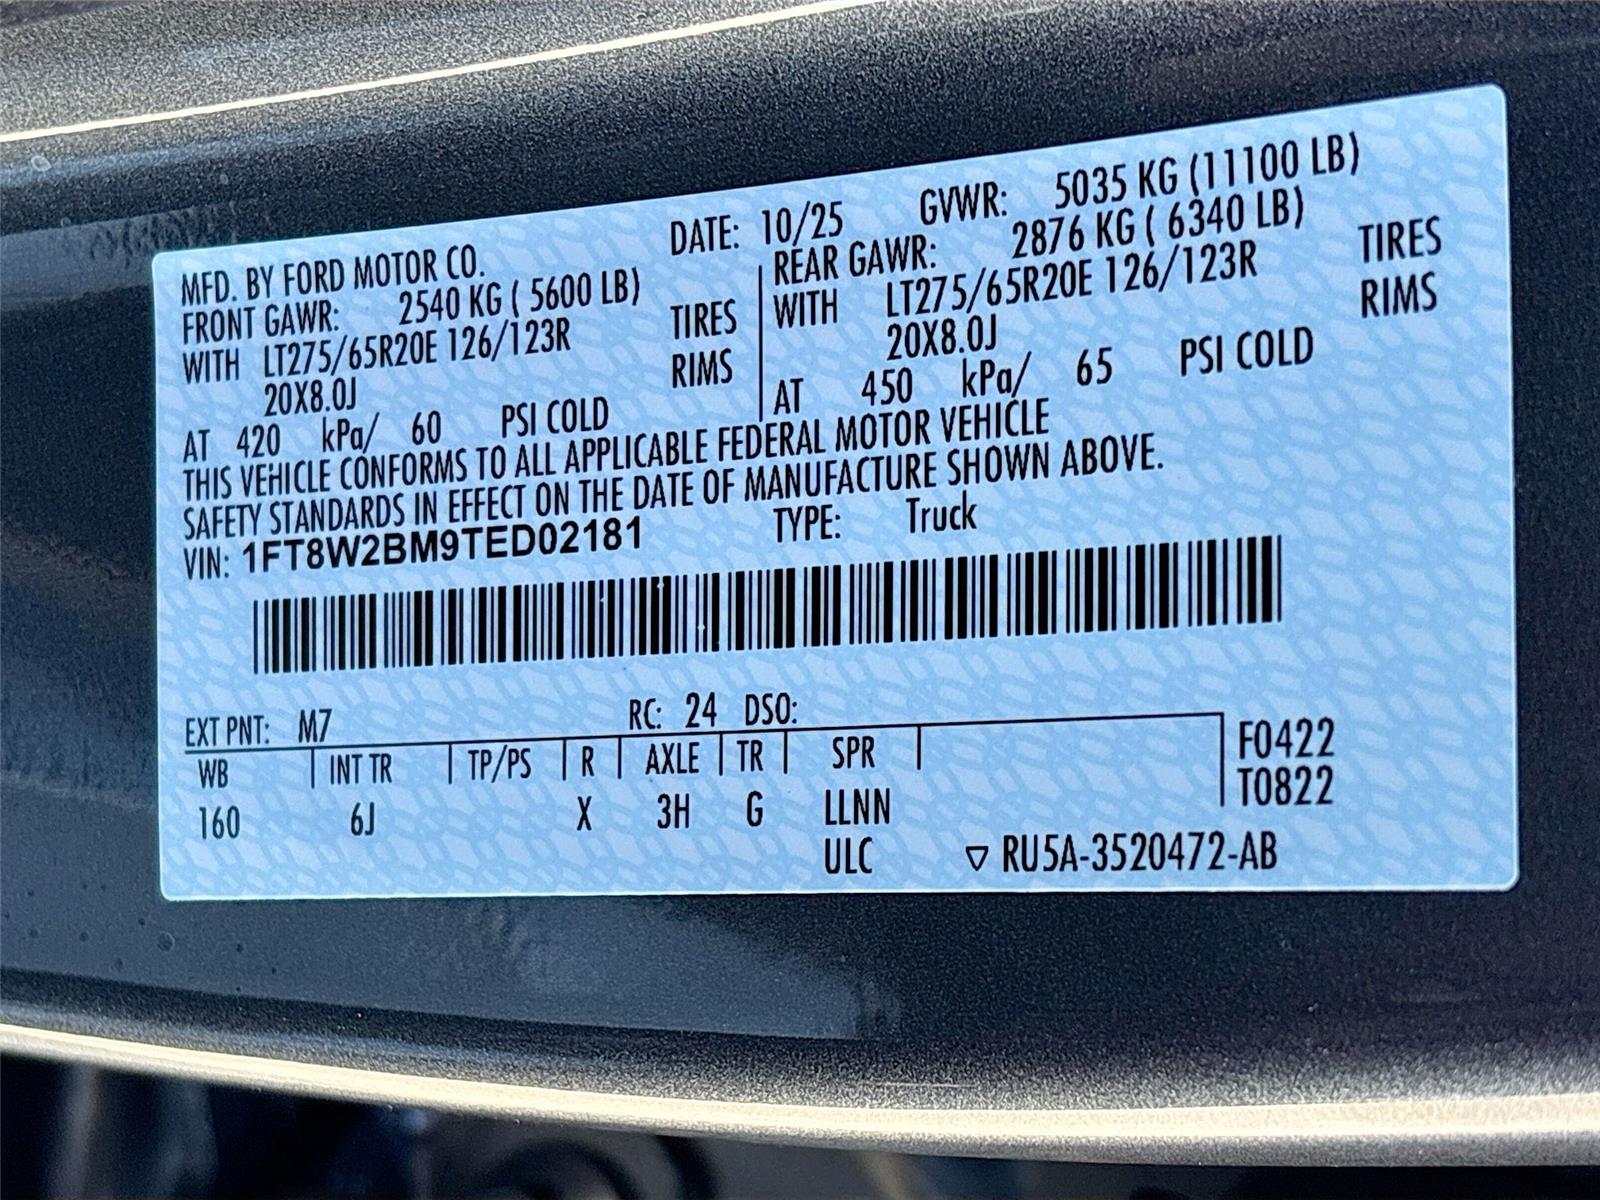 MFD. BY FORD MOTOR CO. DATE: 10/25 GVWR: 5035 KG (11100 LB)
FRONT GAWR: 2540 KG ( 5600 LB)
WITH LT275/65R20E 126/123R TIRES
20X8.0J RIMS
AT 420 kPa/ 60 PSI COLD
REAR GAWR: 2876 KG ( 6340 LB)
WITH LT275/65R20E 126/123R TIRES
20X8.0J RIMS
AT 450 kPa/ 65 PSI COLD
THIS VEHICLE CONFORMS TO ALL APPLICABLE FEDERAL MOTOR VEHICLE
SAFETY STANDARDS IN EFFECT ON THE DATE OF MANUFACTURE SHOWN ABOVE.
VIN: 1FT8W2BM9TED02181 TYPE: Truck
EXT PNT: M7 RC: 24 DSO:
WB INT TR TP/PS R AXLE TR SPR F0422
160 6J X 3H G LLNN T0822
ULC ▽ RU5A-3520472-AB